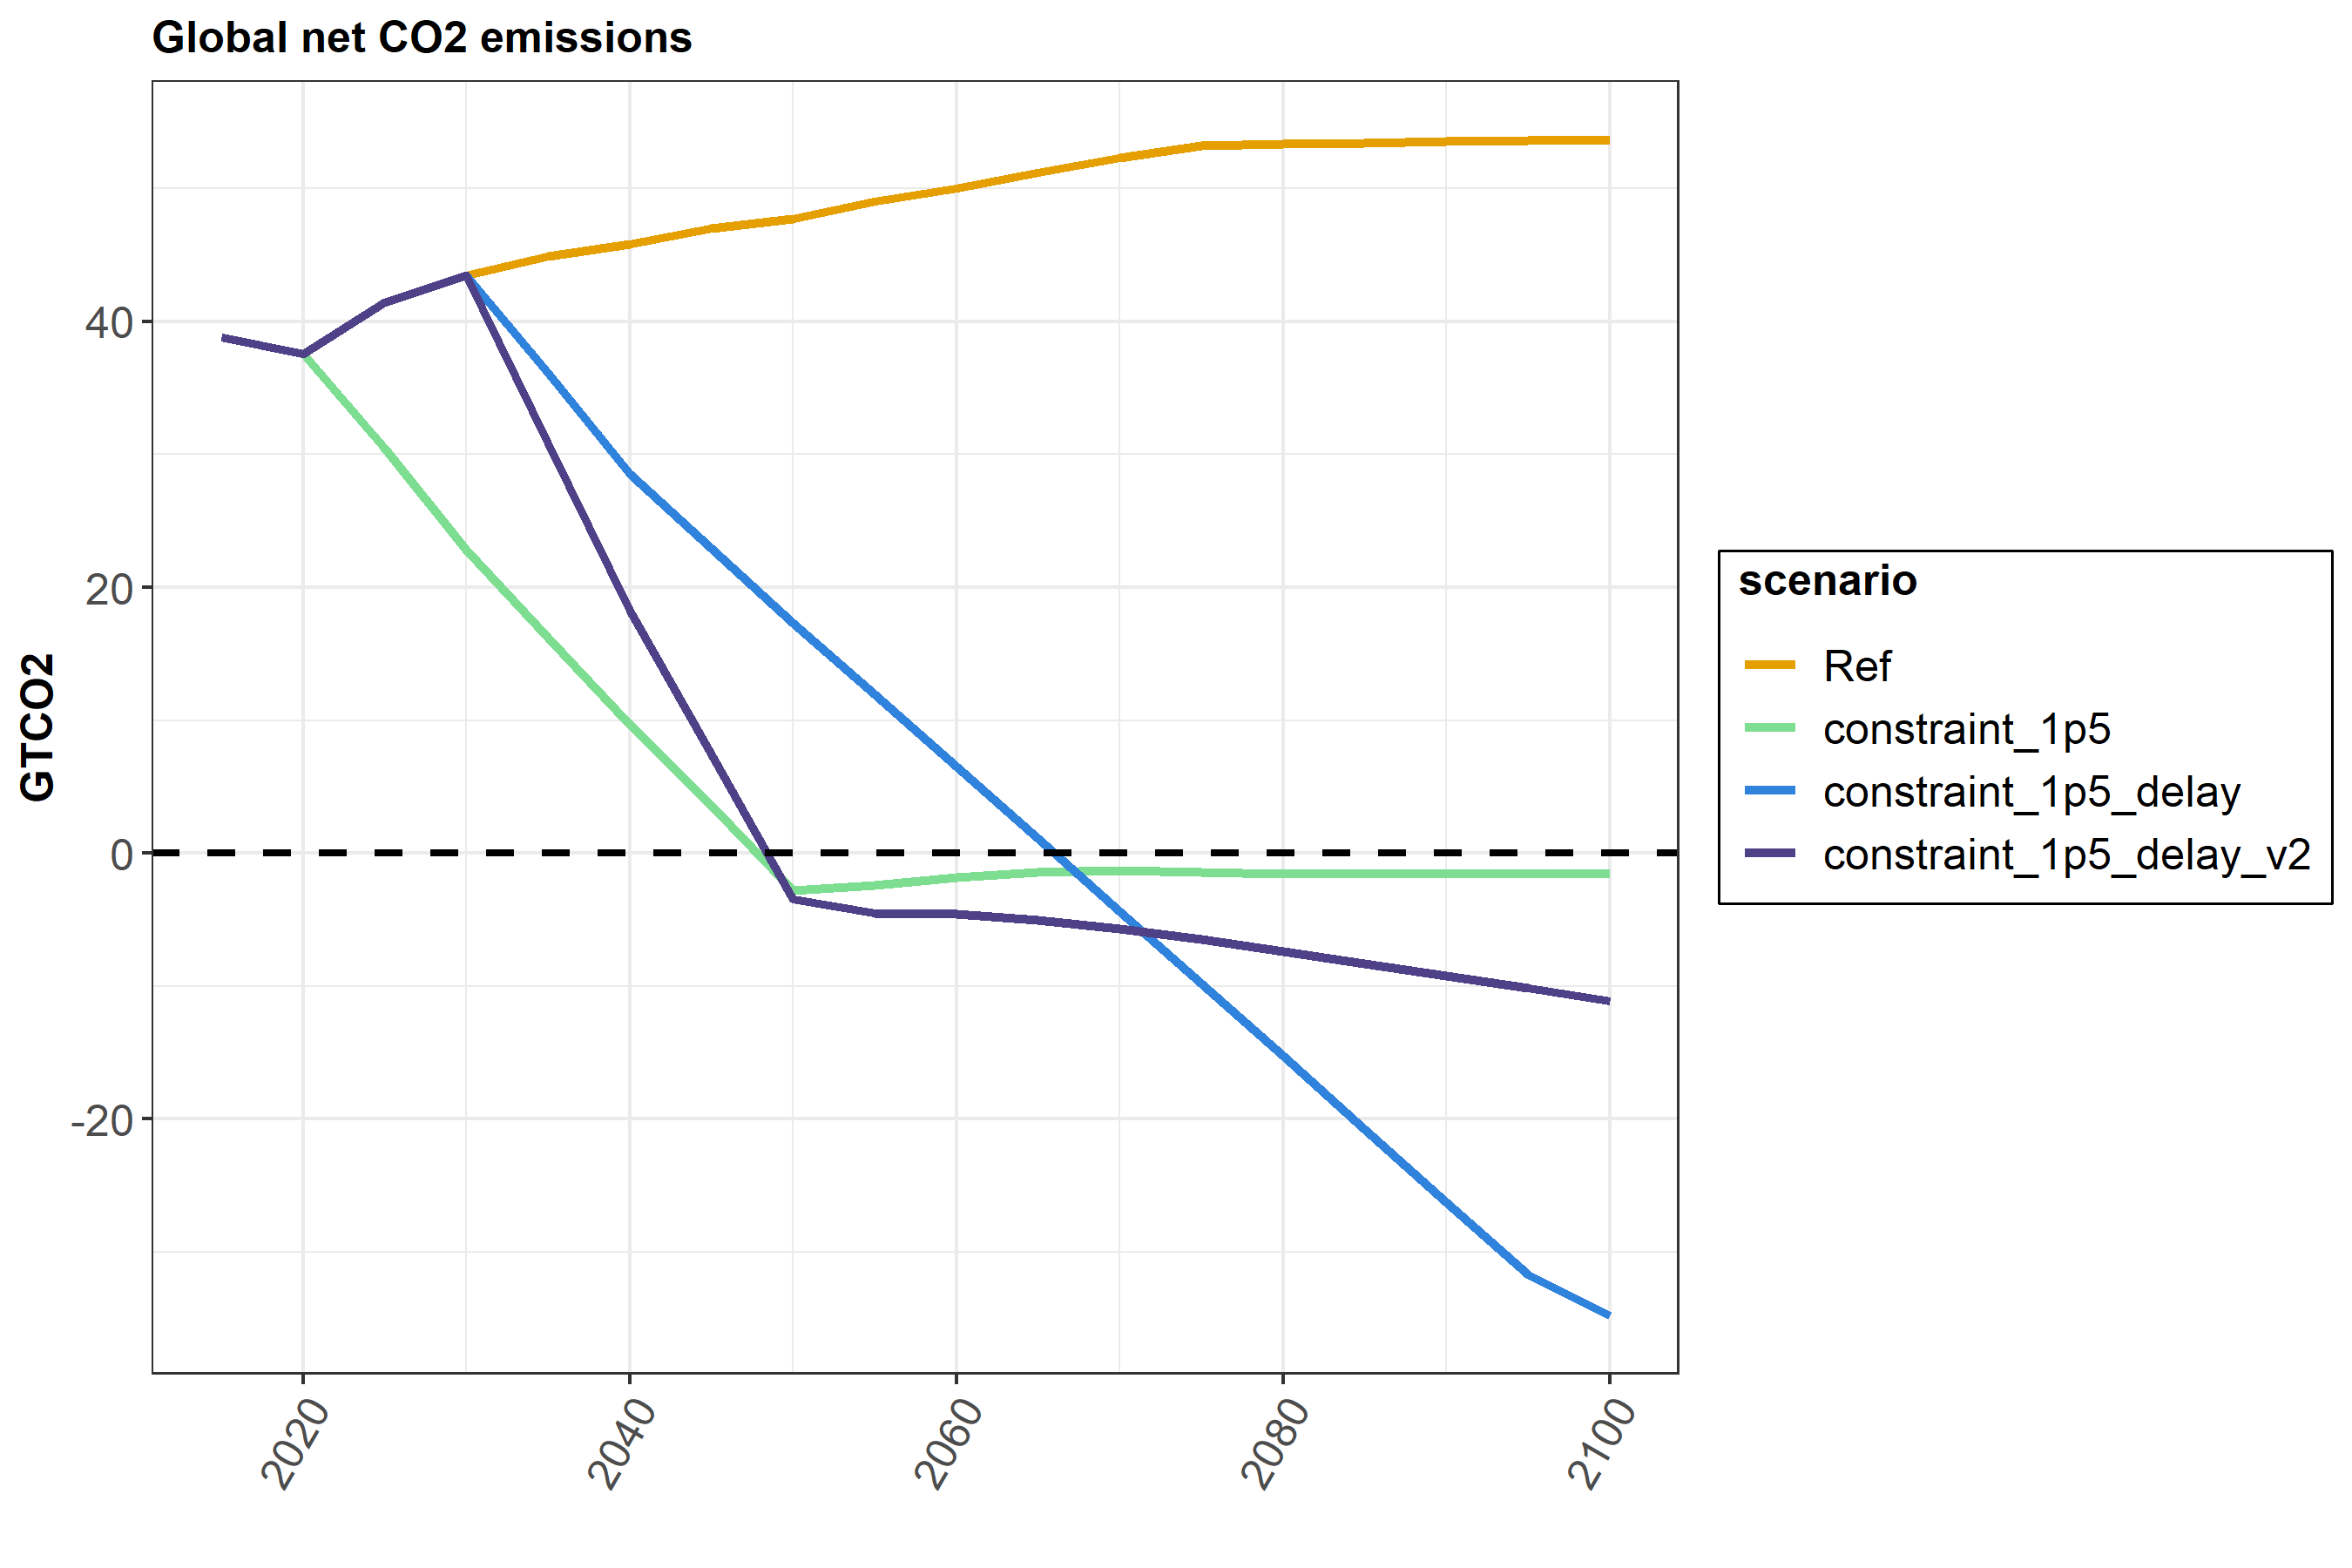 Global net CO2 emissions
GTCO2
40
20
0
-20
2020
2040
2060
2080
2100
scenario
Ref
constraint_1p5
constraint_1p5_delay
constraint_1p5_delay_v2